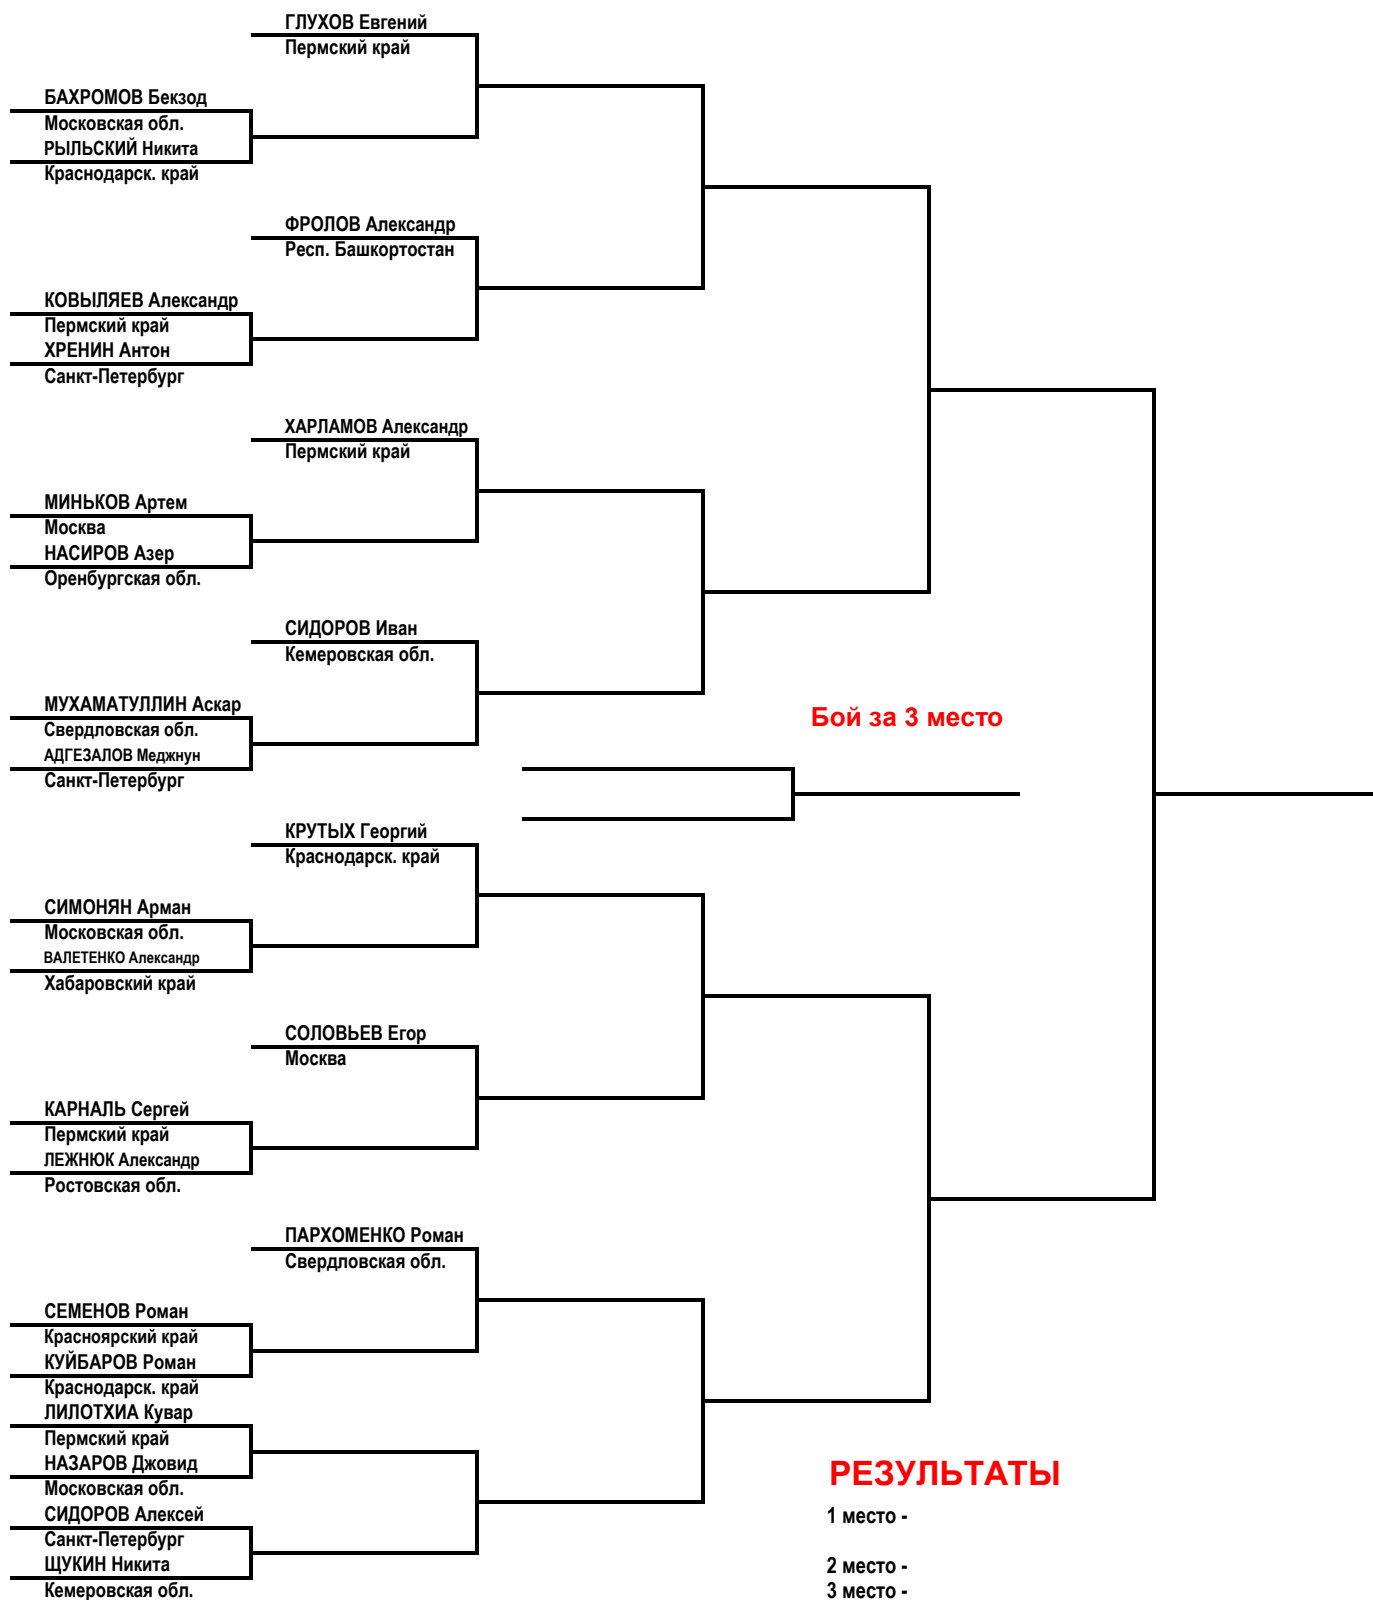 ГЛУХОВ Евгений
Пермский край
БАХРОМОВ Бекзод
Московская обл.
РЫЛЬСКИЙ Никита
Краснодарск. край
ФРОЛОВ Александр
Респ. Башкортостан
КОВЫЛЯЕВ Александр
Пермский край
ХРЕНИН Антон
Санкт-Петербург
ХАРЛАМОВ Александр
Пермский край
МИНЬКОВ Артем
Москва
НАСИРОВ Азер
Оренбургская обл.
СИДОРОВ Иван
Кемеровская обл.
МУХАМАТУЛЛИН Аскар
Свердловская обл.
АДГЕЗАЛОВ Меджнун
Санкт-Петербург
Бой за 3 место
КРУТЫХ Георгий
Краснодарск. край
СИМОНЯН Арман
Московская обл.
ВАЛЕТЕНКО Александр
Хабаровский край
СОЛОВЬЕВ Егор
Москва
КАРНАЛЬ Сергей
Пермский край
ЛЕЖНЮК Александр
Ростовская обл.
ПАРХОМЕНКО Роман
Свердловская обл.
СЕМЕНОВ Роман
Красноярский край
КУЙБАРОВ Роман
Краснодарск. край
ЛИЛОТХИА Кувар
Пермский край
НАЗАРОВ Джовид
Московская обл.
СИДОРОВ Алексей
Санкт-Петербург
ЩУКИН Никита
Кемеровская обл.
РЕЗУЛЬТАТЫ
1 место -
2 место -
3 место -